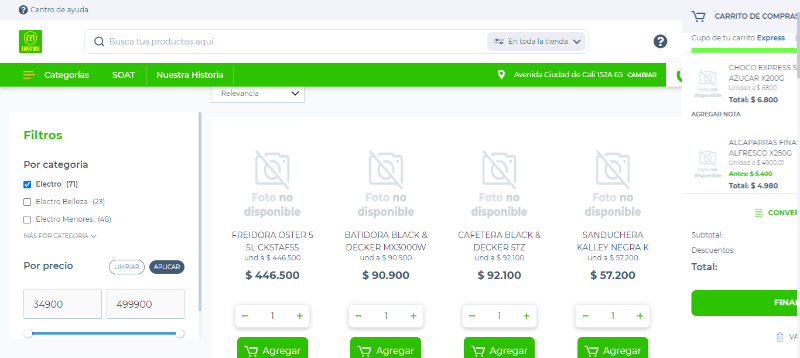 Centro de ayuda
CARRITO DE COMPRAS
Busca tus productos aquí
En toda la tienda
Cupo de tu carrito Express
Categorías
SOAT
Nuestra Historia
Avenida Ciudad de Cali 152A 65 CAMBIAR
Relevancia
Filtros
Por categoria
Electro (71)
Electro Belleza (23)
Electro Menores (48)
MÁS POR CATEGORIA
Por precio
LIMPIAR
APLICAR
34900
499900
Foto no
disponible
FREIDORA OSTER 5
5L CKSTAF55
und a $ 446.500
$ 446.500
− 1 +
Agregar
Foto no
disponible
BATIDORA BLACK &
DECKER MX3000W
und a $ 90.900
$ 90.900
− 1 +
Agregar
Foto no
disponible
CAFETERA BLACK &
DECKER 5TZ
und a $ 92.100
$ 92.100
− 1 +
Agregar
Foto no
disponible
SANDUCHERA
KALLEY NEGRA K
und a $ 57.200
$ 57.200
− 1 +
Agregar
Foto no
disponible
CHOCO EXPRESS S
AZUCAR X200G
Unidad a $ 6800
Total: $ 6.800
AGREGAR NOTA
Foto no
disponible
ALCAPARRAS FINA
ALFRESCO X250G
Unidad a $ 4900,01
Antes: $ 5.400
Total: $ 4.980
CONVER
Subtotal:
Descuentos:
Total:
FINAL
VA